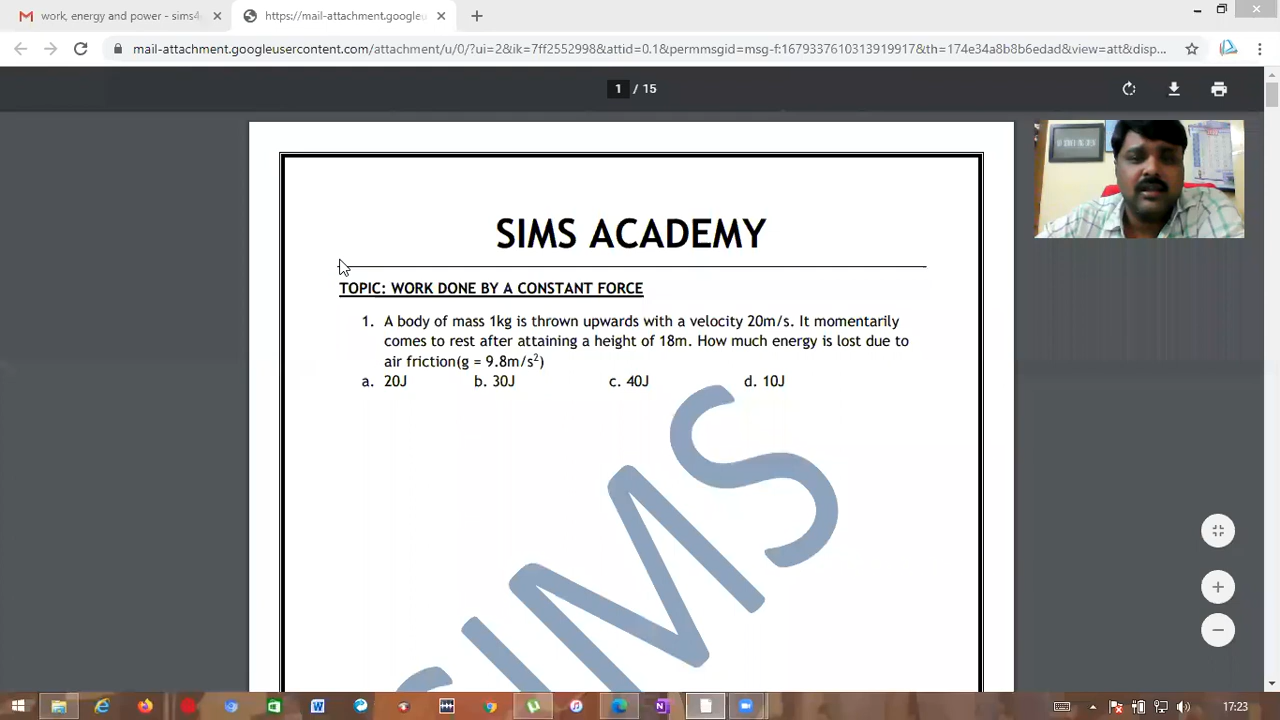 work, energy and power - sims4
https://mail-attachment.googleu
mail-attachment.googleusercontent.com/attachment/u/0/?ui=2&ik=7ff2552998&attid=0.1&permmsgid=msg-f:1679337610313919917&th=174e34a8b8b6edad&view=att&disp...
1 / 15
SIMS ACADEMY
TOPIC: WORK DONE BY A CONSTANT FORCE
1. A body of mass 1kg is thrown upwards with a velocity 20m/s. It momentarily
comes to rest after attaining a height of 18m. How much energy is lost due to
air friction(g = 9.8m/s²)
a. 20J b. 30J c. 40J d. 10J
SIMS
17:23